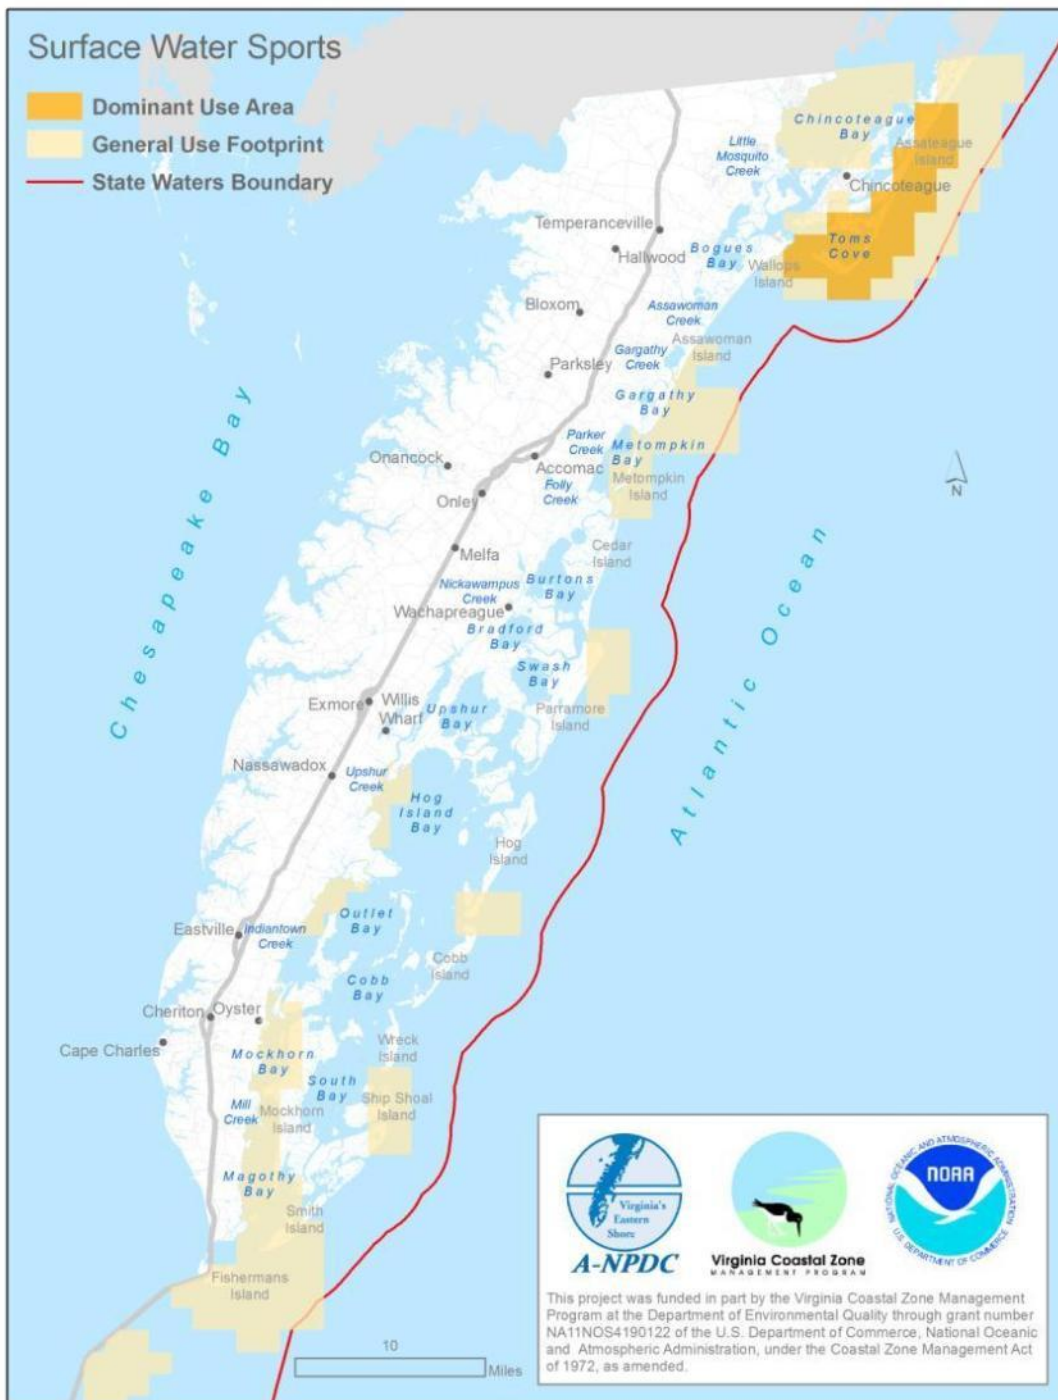 Surface Water Sports
Dominant Use Area
General Use Footprint
State Waters Boundary
Chincoteague
Bay
Little
Mosquito
Creek
Assateague
Island
Chincoteague
Temperanceville
Toms
Cove
Hallwood
Bogues
Bay
Wallops
Island
Bloxom
Assawoman
Creek
Assawoman
Island
Gargathy
Creek
Parksley
Gargathy
Bay
Parker
Creek
Metompkin
Bay
Onancock
Accomac
Metompkin
Island
Folly
Creek
Onley
N
Chesapeake Bay
Atlantic Ocean
Cedar
Island
Melfa
Burtons
Bay
Nickawampus
Creek
Wachapreague
Bradford
Bay
Swash
Bay
Exmore
Willis
Wharf
Upshur
Bay
Parramore
Island
Nassawadox
Upshur
Creek
Hog
Island
Bay
Hog
Island
Outlet
Bay
Eastville
Indiantown
Creek
Cobb
Island
Cobb
Bay
Cheriton
Oyster
Cape Charles
Wreck
Island
Mockhorn
Bay
South
Bay
Ship Shoal
Island
Mill
Creek
Mockhorn
Island
Magothy
Bay
Smith
Island
Fishermans
Island
10
Miles
Virginia's
Eastern
Shore
A-NPDC
Virginia Coastal Zone
MANAGEMENT PROGRAM
NATIONAL OCEANIC AND ATMOSPHERIC ADMINISTRATION
NOAA
U.S. DEPARTMENT OF COMMERCE
This project was funded in part by the Virginia Coastal Zone Management
Program at the Department of Environmental Quality through grant number
NA11NOS4190122 of the U.S. Department of Commerce, National Oceanic
and Atmospheric Administration, under the Coastal Zone Management Act
of 1972, as amended.